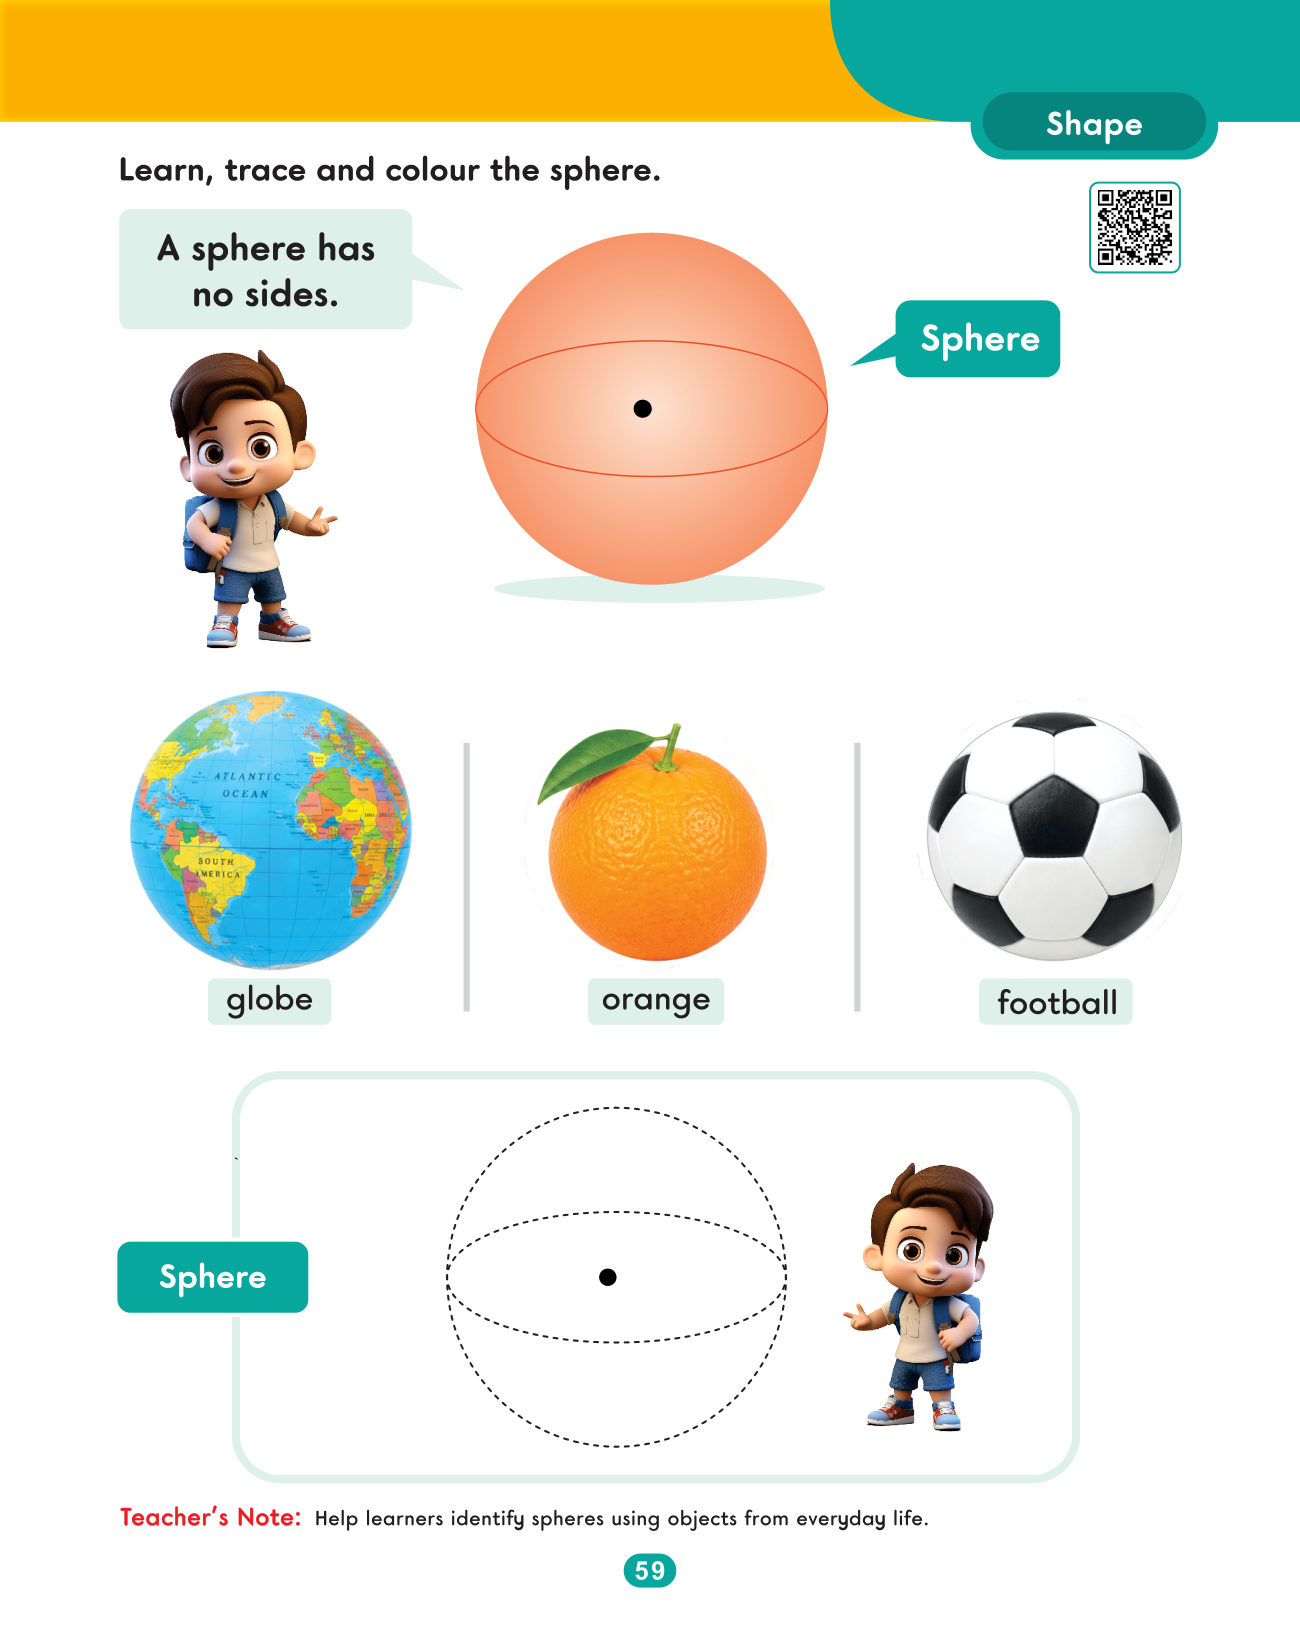 Shape
Learn, trace and colour the sphere.
A sphere has
no sides.
Sphere
ATLANTIC
OCEAN
SOUTH
AMERICA
globe
orange
football
Sphere
Teacher's Note: Help learners identify spheres using objects from everyday life.
59